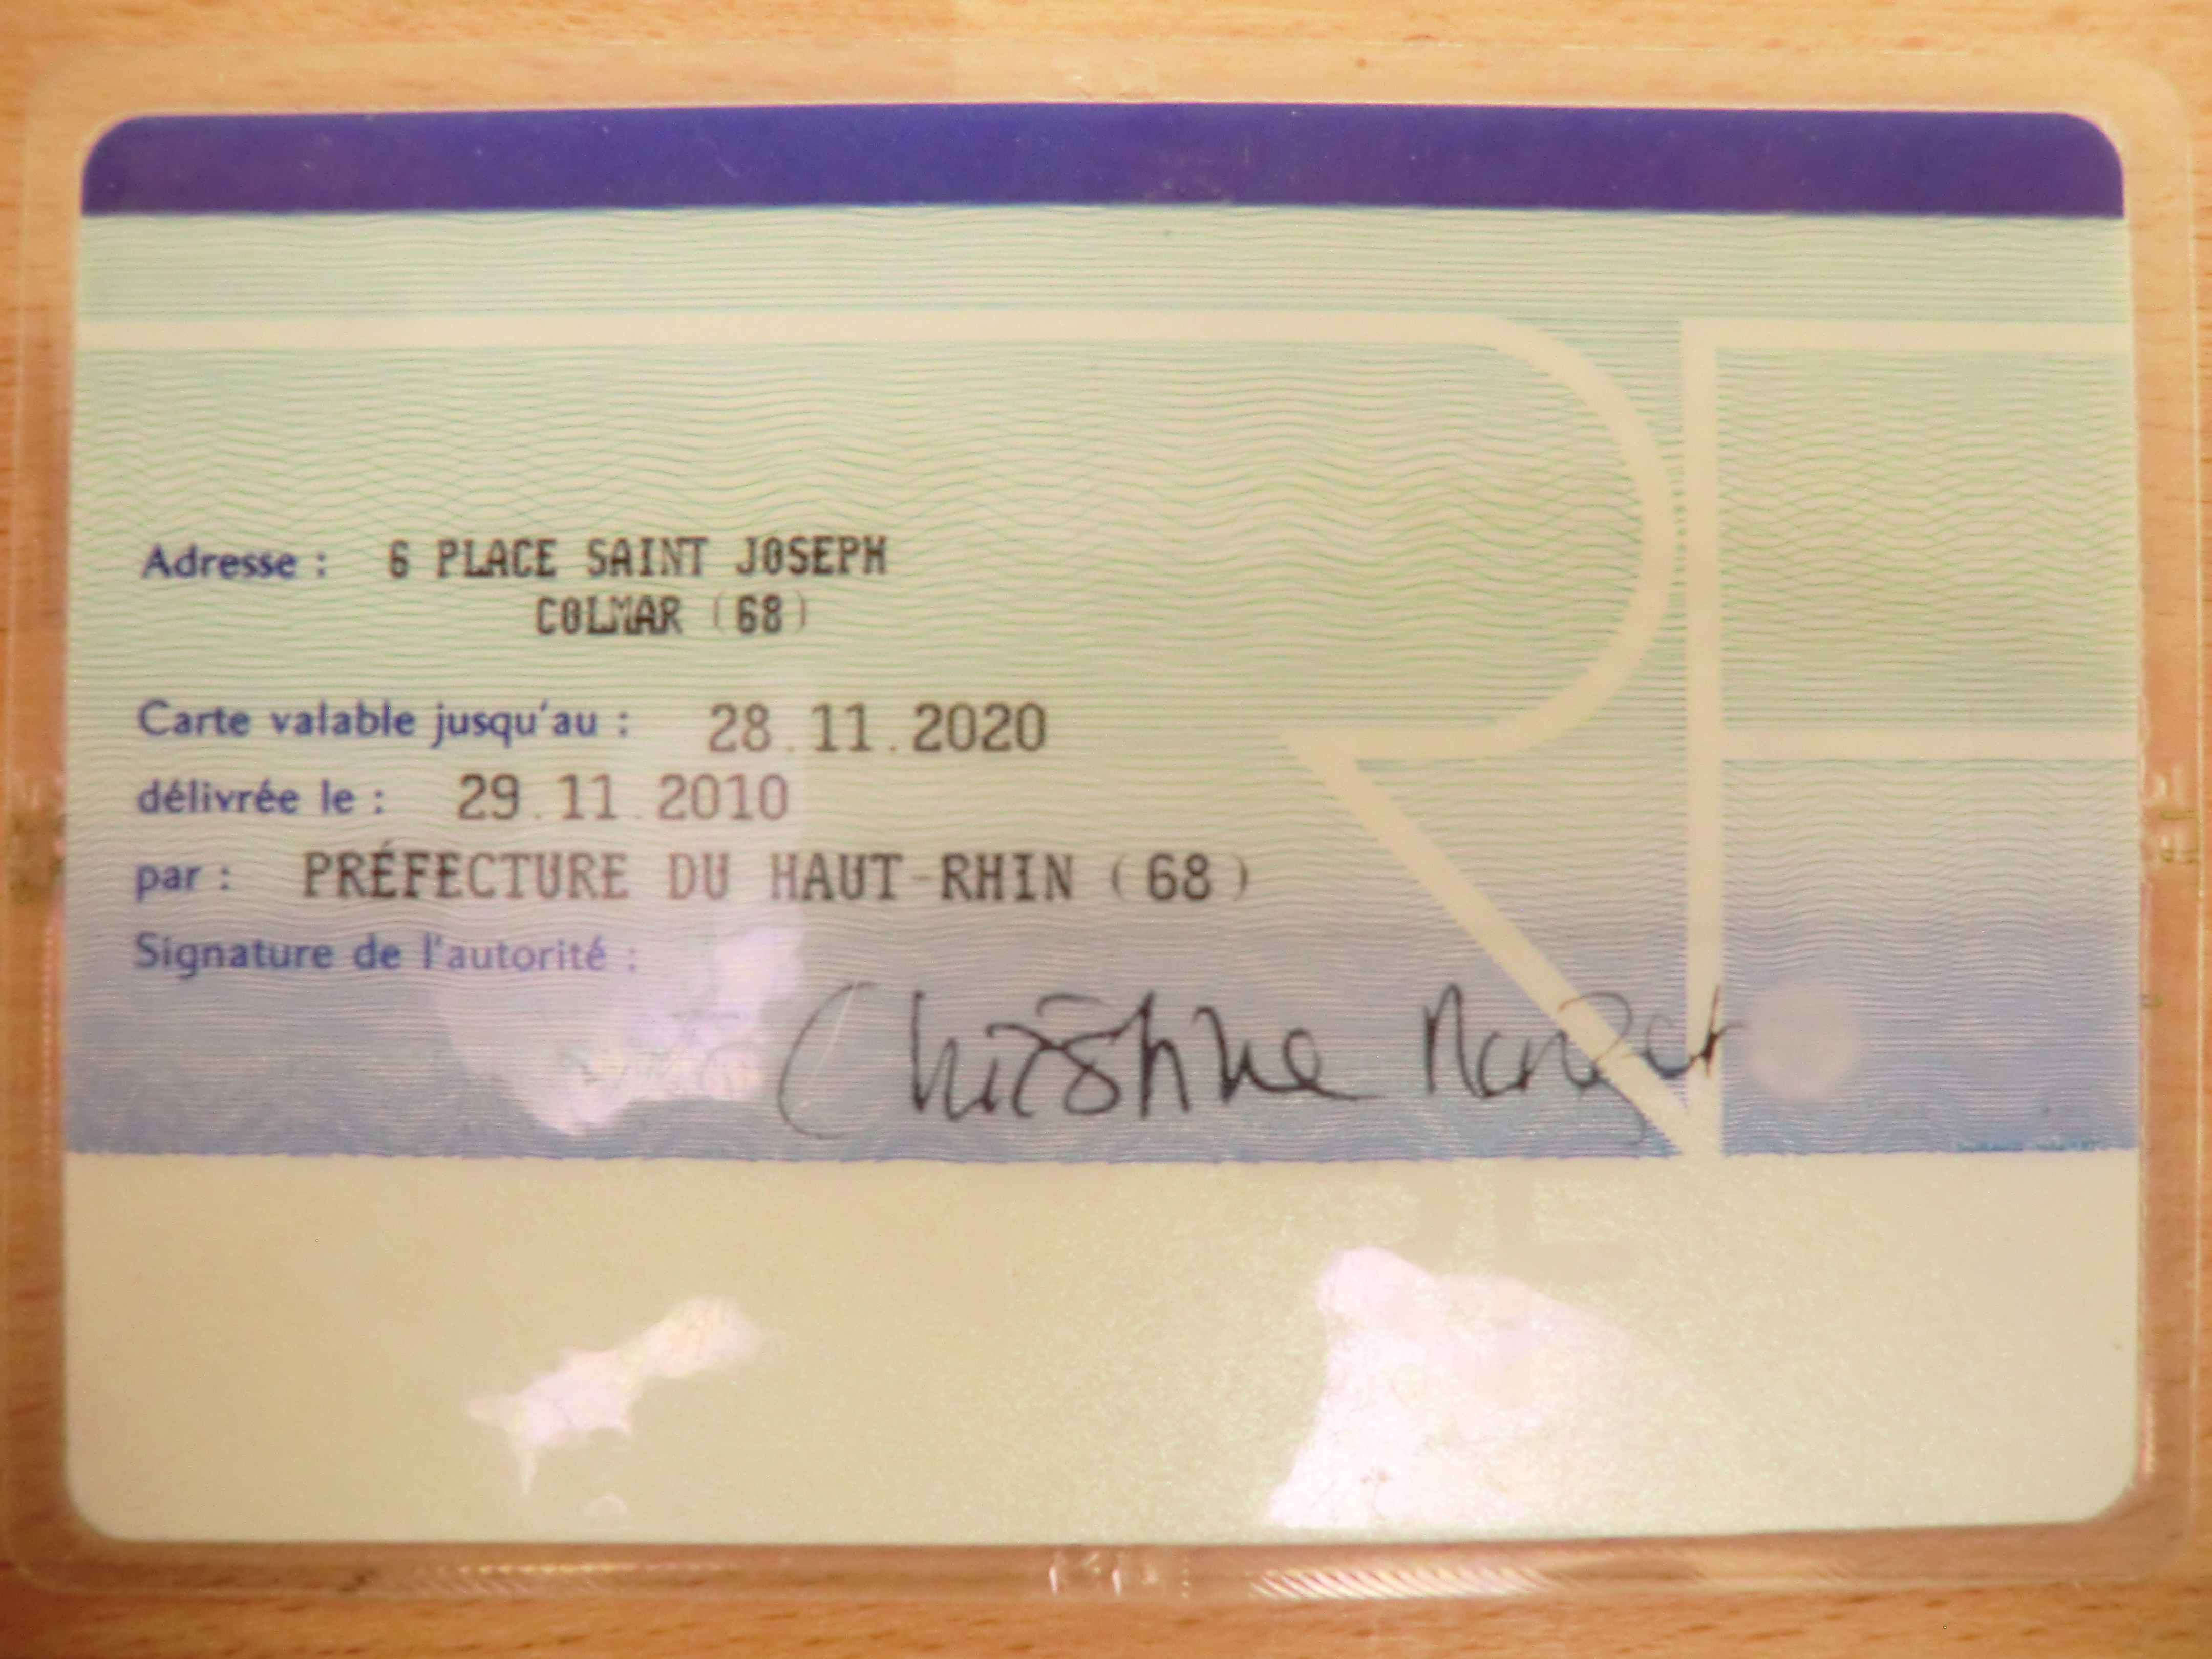 Adresse : 6 PLACE SAINT JOSEPH
COLMAR (68)
Carte valable jusqu'au : 28.11.2020
délivrée le : 29.11.2010
par : PRÉFECTURE DU HAUT-RHIN (68)
Signature de l'autorité :
Christine
RF